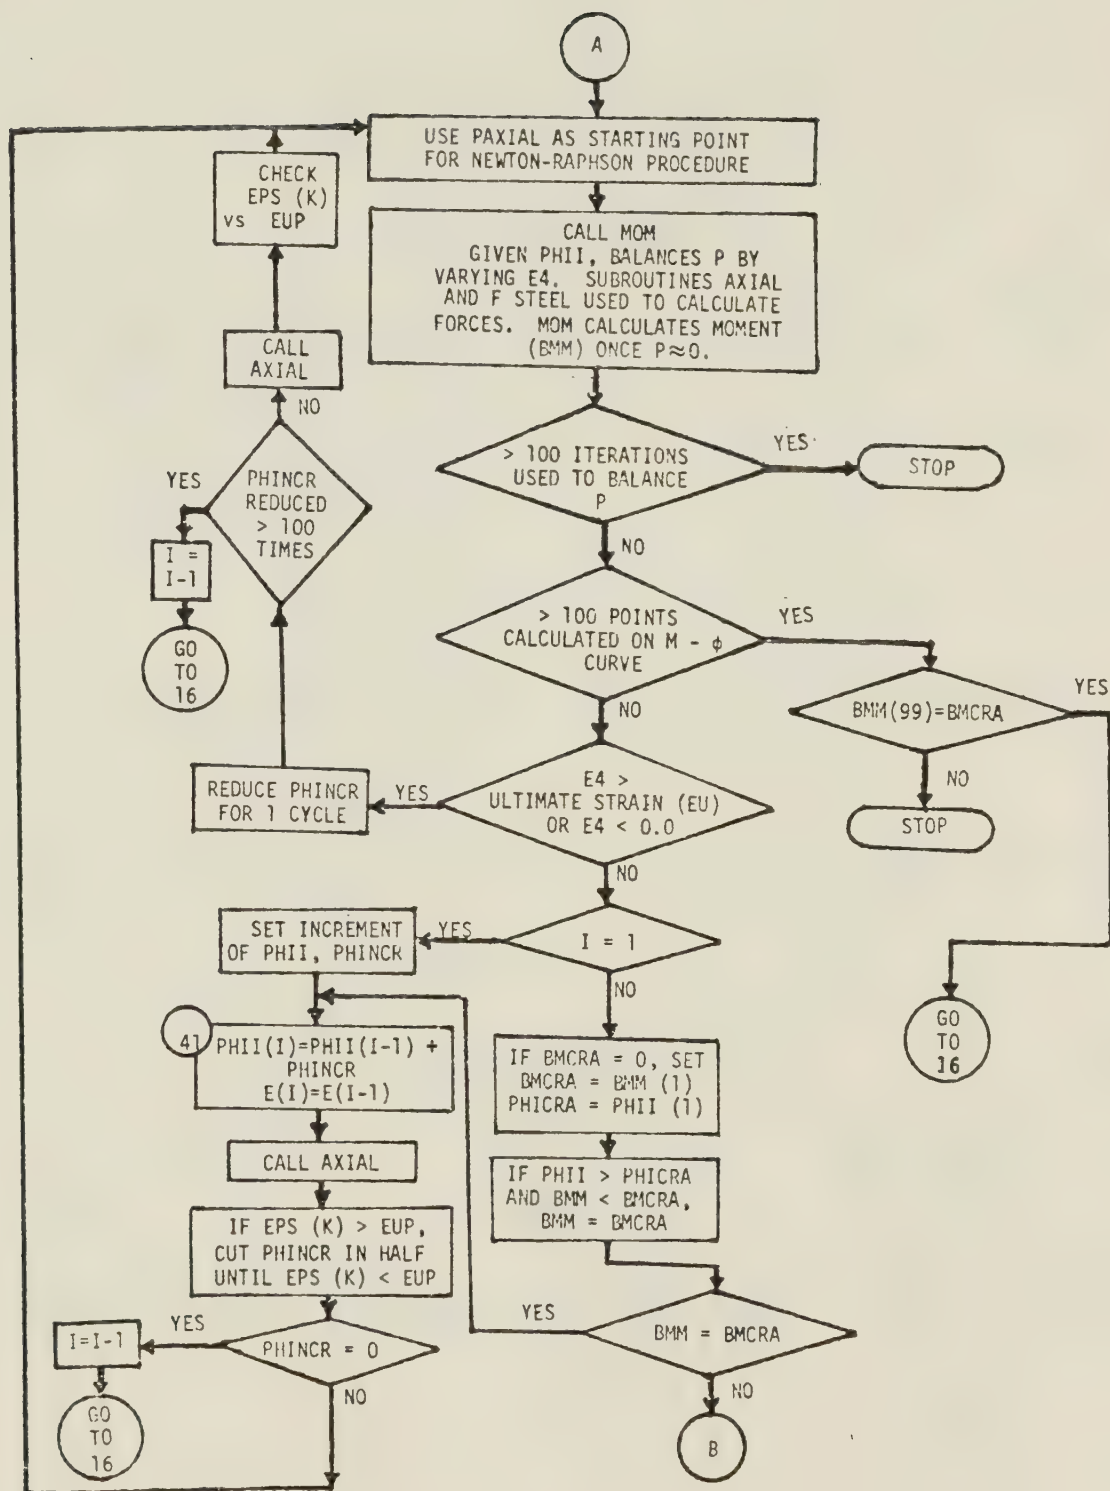 A
USE PAXIAL AS STARTING POINT
FOR NEWTON-RAPHSON PROCEDURE
CHECK
EPS (K)
vs EUP
CALL MOM
GIVEN PHII, BALANCES P BY
VARYING E4. SUBROUTINES AXIAL
AND F STEEL USED TO CALCULATE
FORCES. MOM CALCULATES MOMENT
(BMM) ONCE P≈0.
CALL
AXIAL
NO
> 100 ITERATIONS
USED TO BALANCE
P
YES
STOP
NO
YES
PHINCR
REDUCED
> 100
TIMES
I =
I-1
GO
TO
16
> 100 POINTS
CALCULATED ON M - ϕ
CURVE
YES
NO
BMM(99)=BMCRA
YES
NO
STOP
GO
TO
16
E4 >
ULTIMATE STRAIN (EU)
OR E4 < 0.0
YES
REDUCE PHINCR
FOR 1 CYCLE
NO
I = 1
YES
SET INCREMENT
OF PHII, PHINCR
NO
41
PHII(I)=PHII(I-1) +
PHINCR
E(I)=E(I-1)
IF BMCRA = 0, SET
BMCRA = BMM (1)
PHICRA = PHII (1)
CALL AXIAL
IF PHII > PHICRA
AND BMM < BMCRA,
BMM = BMCRA
IF EPS (K) > EUP,
CUT PHINCR IN HALF
UNTIL EPS (K) < EUP
YES
BMM = BMCRA
NO
B
PHINCR = 0
YES
I=I-1
GO
TO
16
NO